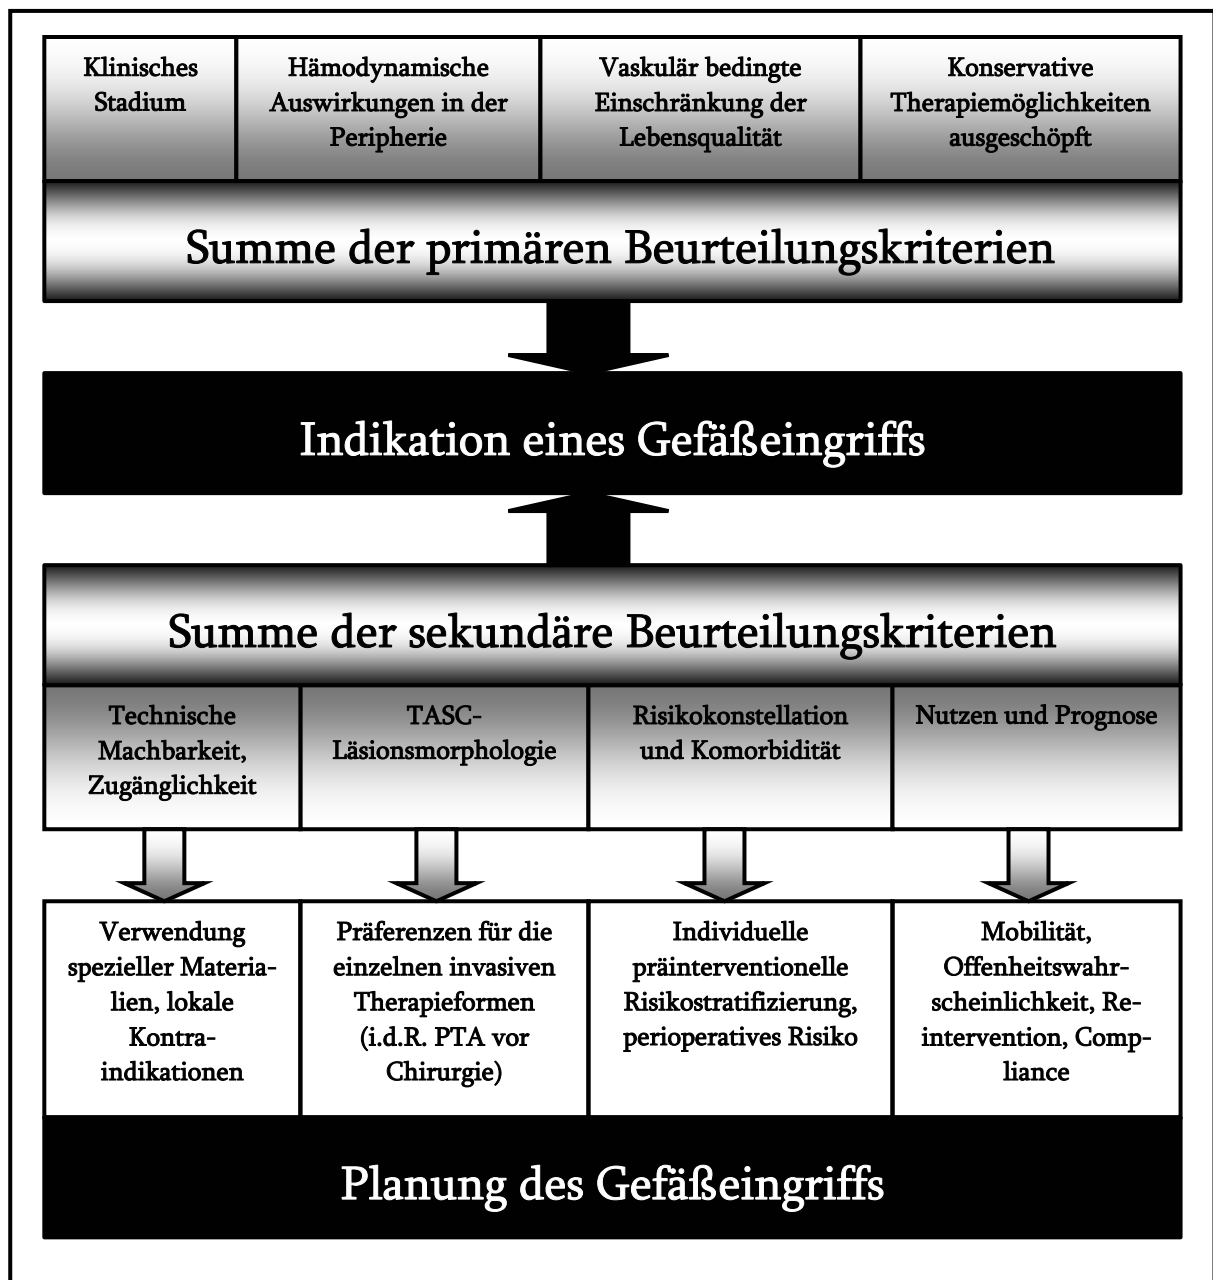 Klinisches
Stadium
Hämodynamische
Auswirkungen in der
Peripherie
Vaskulär bedingte
Einschränkung der
Lebensqualität
Konservative
Therapiemöglichkeiten
ausgeschöpft
Summe der primären Beurteilungskriterien
Indikation eines Gefäßeingriffs
Summe der sekundäre Beurteilungskriterien
Technische
Machbarkeit,
Zugänglichkeit
TASC-
Läsionsmorphologie
Risikokonstellation
und Komorbidität
Nutzen und Prognose
Verwendung
spezieller Materia-
lien, lokale
Kontra-
indikationen
Präferenzen für die
einzelnen invasiven
Therapieformen
(i.d.R. PTA vor
Chirurgie)
Individuelle
präinterventionelle
Risikostratifizierung,
perioperatives Risiko
Mobilität,
Offenheitswahr-
scheinlichkeit, Re-
intervention, Comp-
liance
Planung des Gefäßeingriffs